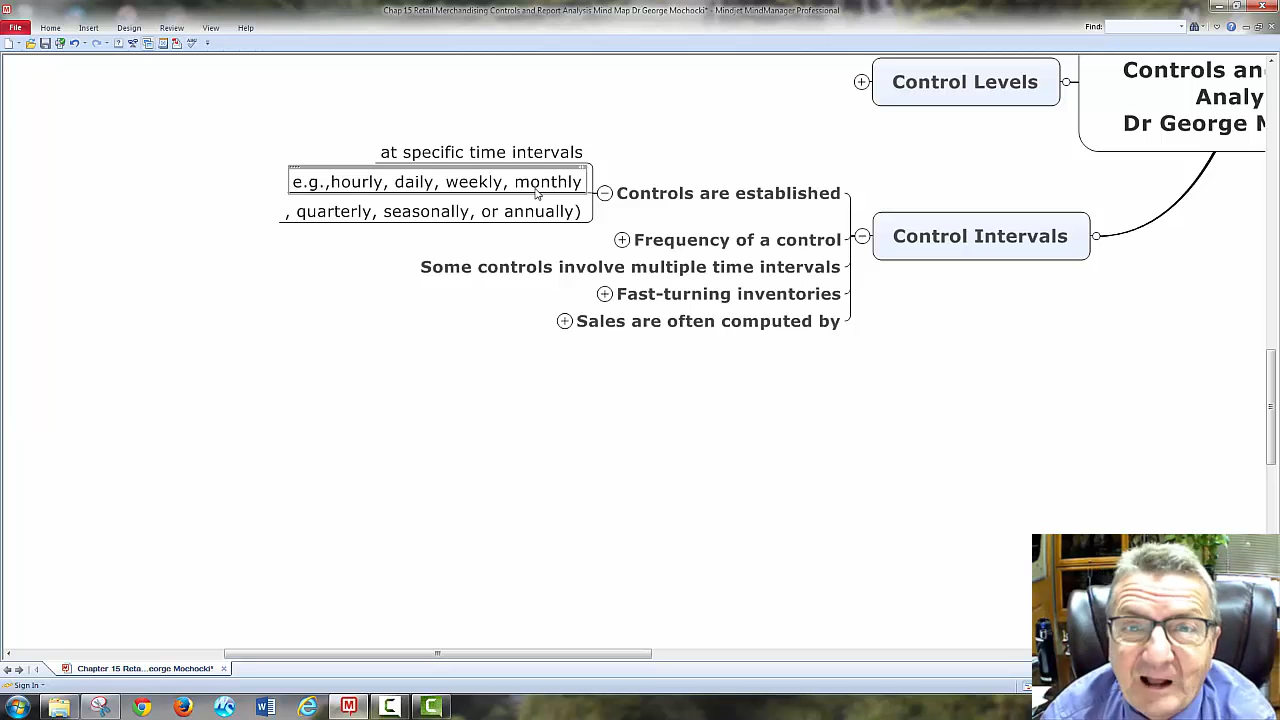 Chap 15 Retail Merchandising Controls and Report Analysis Mind Map Dr George Mochocki* - Mindjet MindManager Professional
File Home Insert Design Review View Help
Find:
Control Levels
Controls an
Analy
Dr George M
at specific time intervals
e.g.,hourly, daily, weekly, monthly
, quarterly, seasonally, or annually)
Controls are established
Frequency of a control
Some controls involve multiple time intervals
Fast-turning inventories
Sales are often computed by
Control Intervals
Chapter 15 Reta...eorge Mochocki*
Sign In